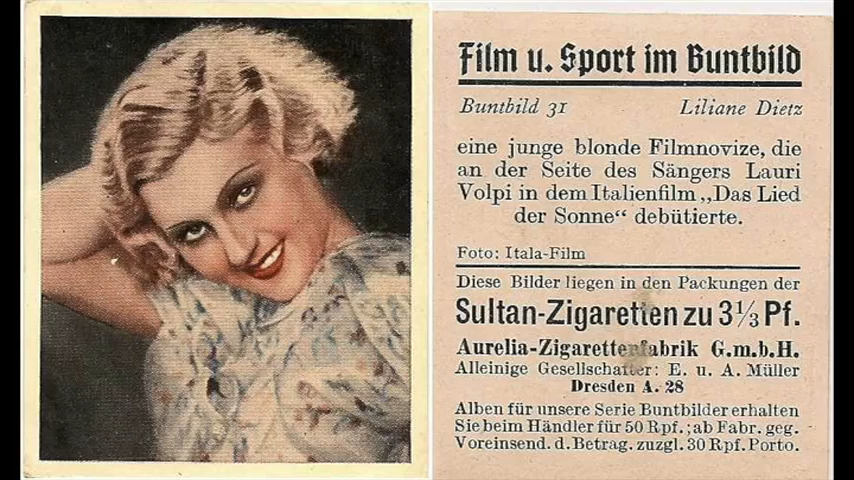 Film u. Sport im Buntbild
Buntbild 31 Liliane Dietz
eine junge blonde Filmnovize, die
an der Seite des Sängers Lauri
Volpi in dem Italienfilm „Das Lied
der Sonne“ debütierte.
Foto: Itala-Film
Diese Bilder liegen in den Packungen der
Sultan-Zigaretten zu 3⅓ Pf.
Aurelia-Zigarettenfabrik G.m.b.H.
Alleinige Gesellschafter: E. u. A. Müller
Dresden A. 28
Alben für unsere Serie Buntbilder erhalten
Sie beim Händler für 50 Rpf.; ab Fabr. geg.
Voreinsend. d. Betrag. zuzgl. 30 Rpf. Porto.